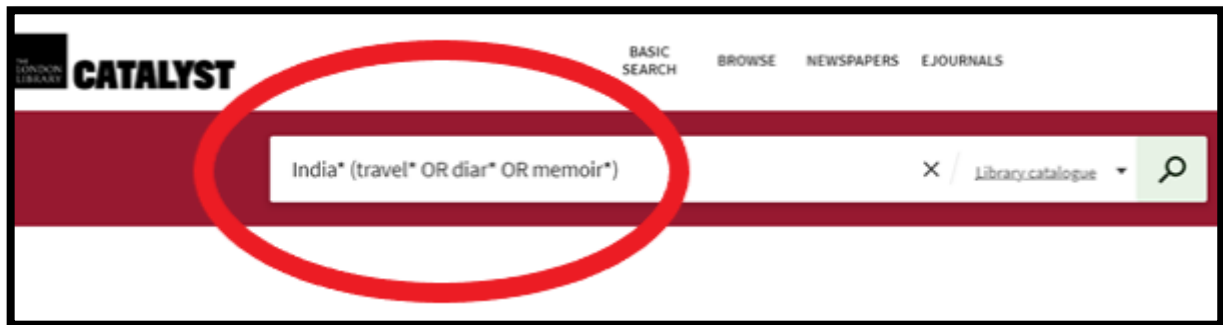 THE
LONDON
LIBRARY
CATALYST
BASIC
SEARCH
BROWSE
NEWSPAPERS
EJOURNALS
India* (travel* OR diar* OR memoir*)
Library catalogue